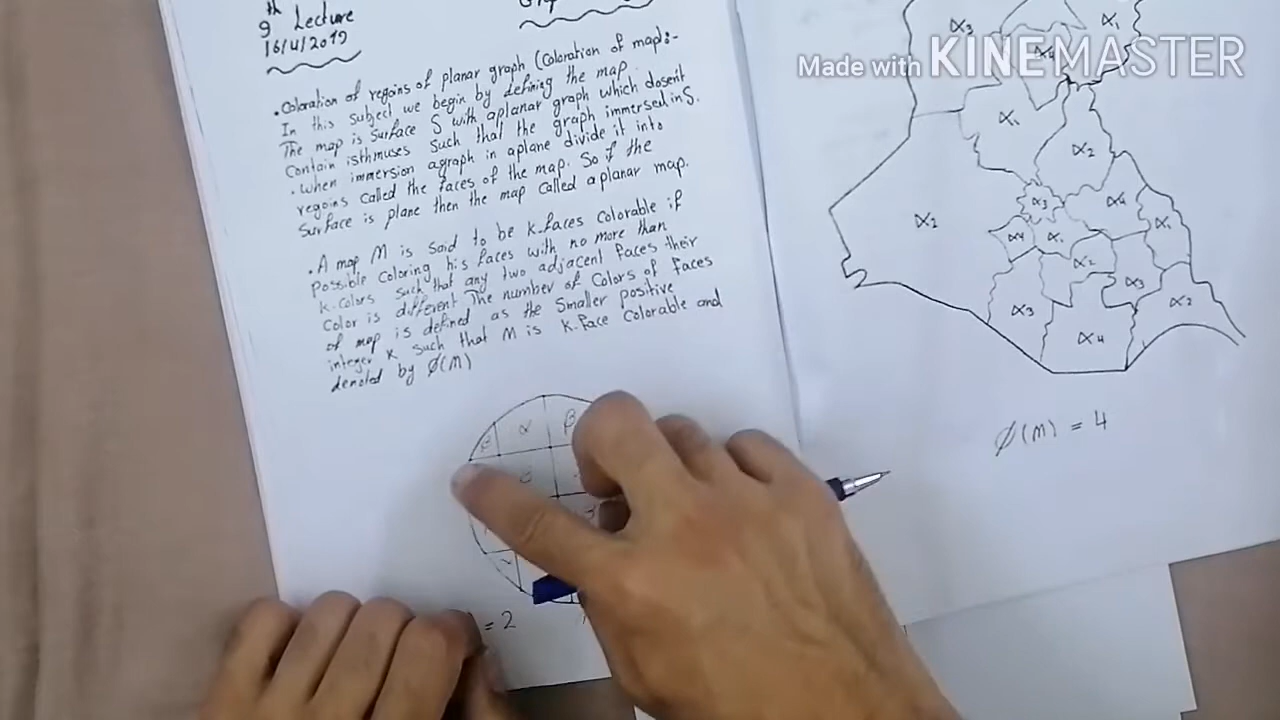 9th Lecture
16/4/2019
. Coloration of regoins of planar graph (Coloration of map:-
In this subject we begin by defining the map.
The map is surface S with aplanar graph which dosent
contain isthmuses such that the graph immersed in S.
. When immersion agraph in aplane divide it into
regoins called the faces of the map. So if the
surface is plane then the map called a planar map.
. A map M is said to be k.faces colorable if
possible coloring his faces with no more than
k-colors such that any two adjacent faces their
color is different The number of colors of faces
of map is defined as the smaller positive
integer k such that M is k.face colorable and
denoted by Ø(M)
α β
= 2
Made with KINEMASTER
α3 α1
α1
α2
α2
α3 α4
α4 α1 α1
α2
α3
α3 α2
α4
Ø(M) = 4